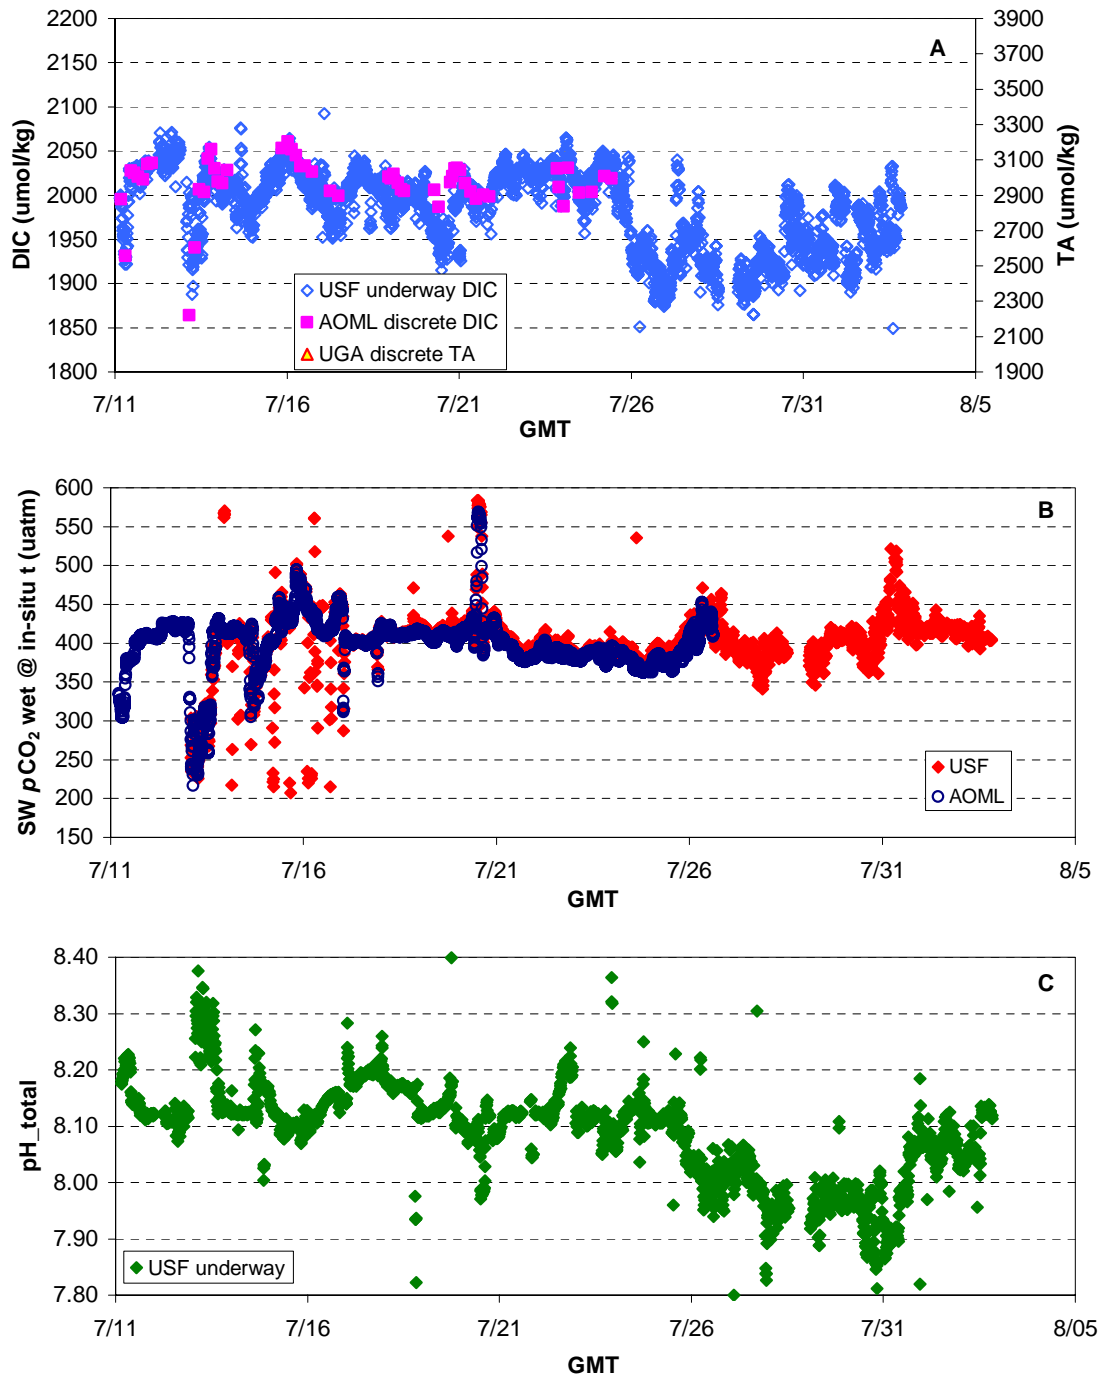 A
2200
2150
2100
2050
2000
1950
1900
1850
1800
DIC (umol/kg)
3900
3700
3500
3300
3100
2900
2700
2500
2300
2100
1900
TA (umol/kg)
USF underway DIC
AOML discrete DIC
UGA discrete TA
7/11 7/16 7/21 7/26 7/31 8/5
GMT
B
600
550
500
450
400
350
300
250
200
150
SW pCO2 wet @ in-situ t (uatm)
USF
AOML
7/11 7/16 7/21 7/26 7/31 8/5
GMT
C
8.40
8.30
8.20
8.10
8.00
7.90
7.80
pH_total
USF underway
7/11 7/16 7/21 7/26 7/31 8/05
GMT